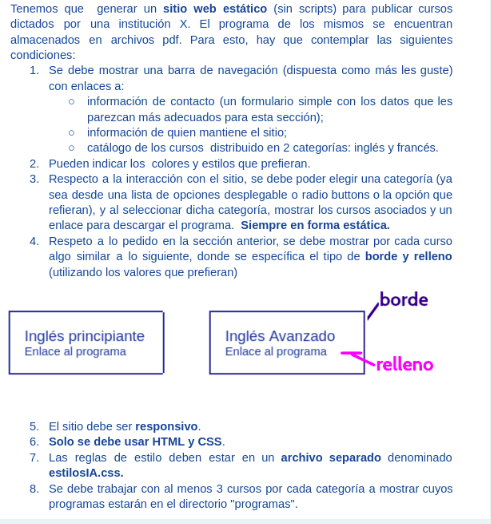 Tenemos que generar un sitio web estático (sin scripts) para publicar cursos
dictados por una institución X. El programa de los mismos se encuentran
almacenados en archivos pdf. Para esto, hay que contemplar las siguientes
condiciones:
1. Se debe mostrar una barra de navegación (dispuesta como más les guste)
con enlaces a:
○ información de contacto (un formulario simple con los datos que les
parezcan más adecuados para esta sección);
○ información de quien mantiene el sitio;
○ catálogo de los cursos distribuido en 2 categorías: inglés y francés.
2. Pueden indicar los colores y estilos que prefieran.
3. Respecto a la interacción con el sitio, se debe poder elegir una categoría (ya
sea desde una lista de opciones desplegable o radio buttons o la opción que
refieran), y al seleccionar dicha categoría, mostrar los cursos asociados y un
enlace para descargar el programa. Siempre en forma estática.
4. Respeto a lo pedido en la sección anterior, se debe mostrar por cada curso
algo similar a lo siguiente, donde se especifica el tipo de borde y relleno
(utilizando los valores que prefieran)
borde
Inglés principiante
Enlace al programa
Inglés Avanzado
Enlace al programa
relleno
5. El sitio debe ser responsivo.
6. Solo se debe usar HTML y CSS.
7. Las reglas de estilo deben estar en un archivo separado denominado
estilosIA.css.
8. Se debe trabajar con al menos 3 cursos por cada categoría a mostrar cuyos
programas estarán en el directorio "programas".